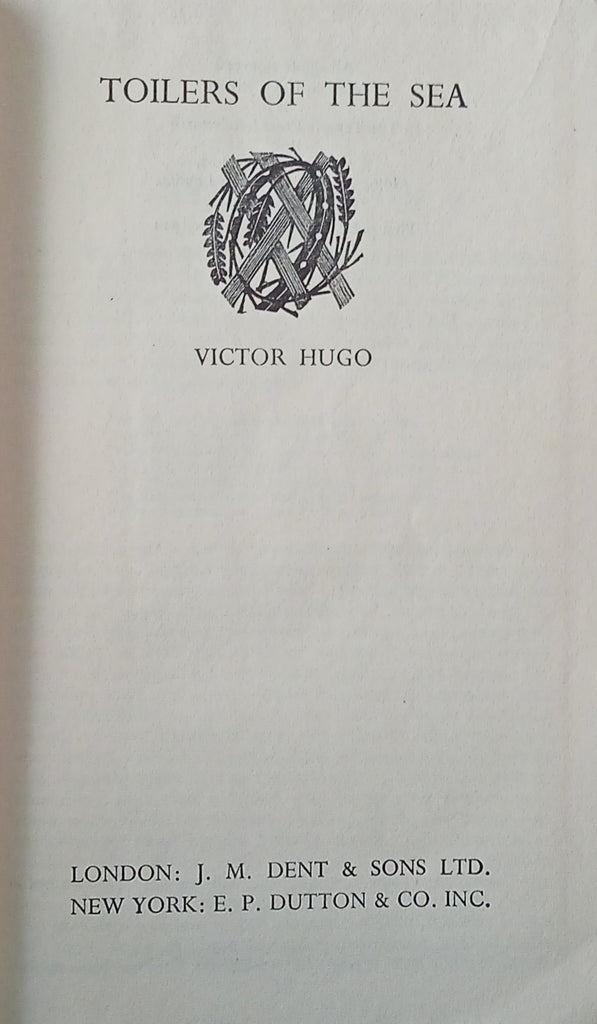 TOILERS OF THE SEA
VICTOR HUGO
LONDON: J. M. DENT & SONS LTD.
NEW YORK: E. P. DUTTON & CO. INC.